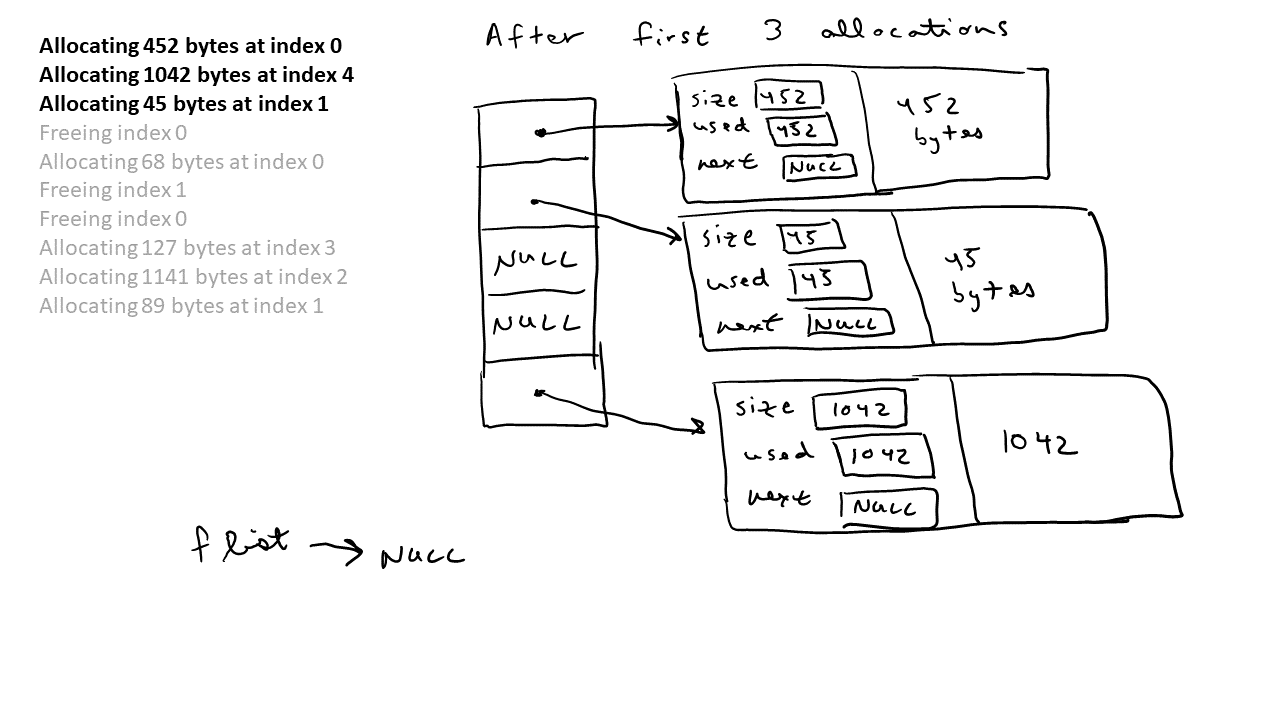 Allocating 452 bytes at index 0
Allocating 1042 bytes at index 4
Allocating 45 bytes at index 1
Freeing index 0
Allocating 68 bytes at index 0
Freeing index 1
Freeing index 0
Allocating 127 bytes at index 3
Allocating 1141 bytes at index 2
Allocating 89 bytes at index 1
After first 3 allocations
size 452
used 452
next NULL
452
bytes
size 45
used 45
next NULL
45
bytes
NULL
NULL
size 1042
used 1042
next NULL
1042
flist → NULL